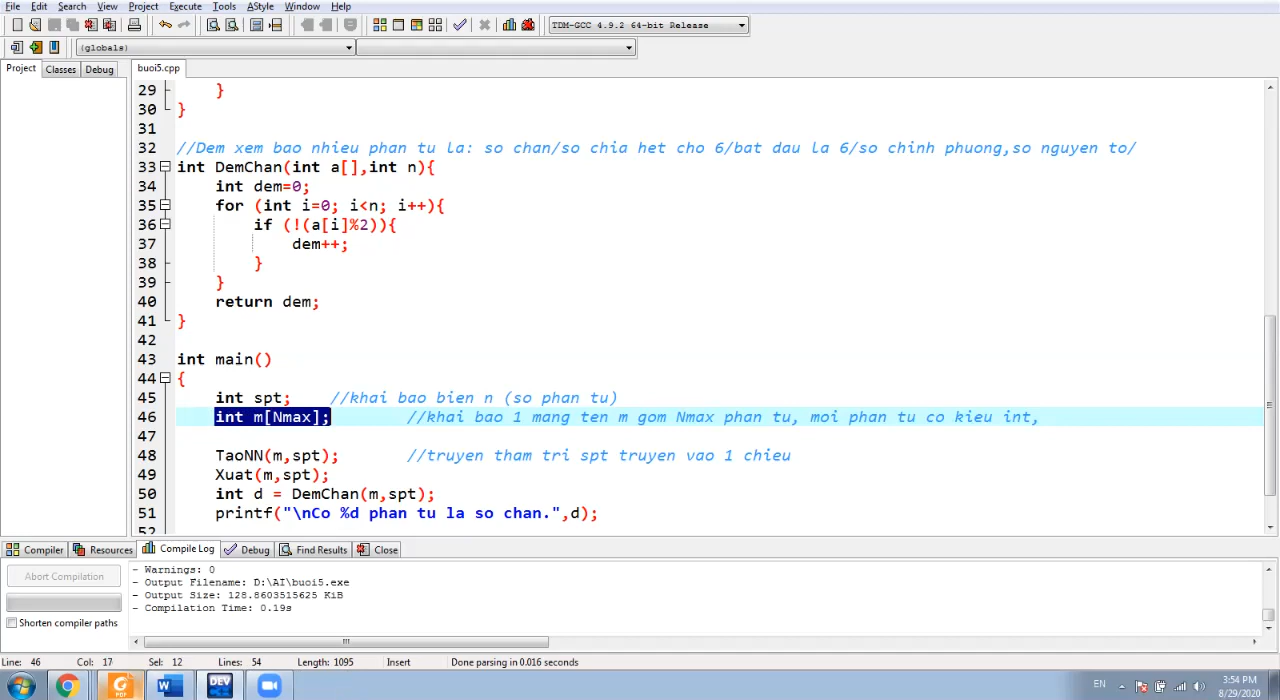 File Edit Search View Project Execute Tools AStyle Window Help
TDM-GCC 4.9.2 64-bit Release
(globals)
Project Classes Debug buoi5.cpp
29 }
30 }
31
32 //Dem xem bao nhieu phan tu la: so chan/so chia het cho 6/bat dau la 6/so chinh phuong,so nguyen to/
33 int DemChan(int a[],int n){
34 int dem=0;
35 for (int i=0; i<n; i++){
36 if (!(a[i]%2)){
37 dem++;
38 }
39 }
40 return dem;
41 }
42
43 int main()
44 {
45 int spt; //khai bao bien n (so phan tu)
46 int m[Nmax]; //khai bao 1 mang ten m gom Nmax phan tu, moi phan tu co kieu int,
47
48 TaoNN(m,spt); //truyen tham tri spt truyen vao 1 chieu
49 Xuat(m,spt);
50 int d = DemChan(m,spt);
51 printf("\nCo %d phan tu la so chan.",d);
52
Compiler Resources Compile Log Debug Find Results Close
Abort Compilation
Shorten compiler paths
- Warnings: 0
- Output Filename: D:\AI\buoi5.exe
- Output Size: 128.8603515625 KiB
- Compilation Time: 0.19s
Line: 46 Col: 17 Sel: 12 Lines: 54 Length: 1095 Insert Done parsing in 0.016 seconds
PDF W DEV C++ EN 3:54 PM
8/29/2020